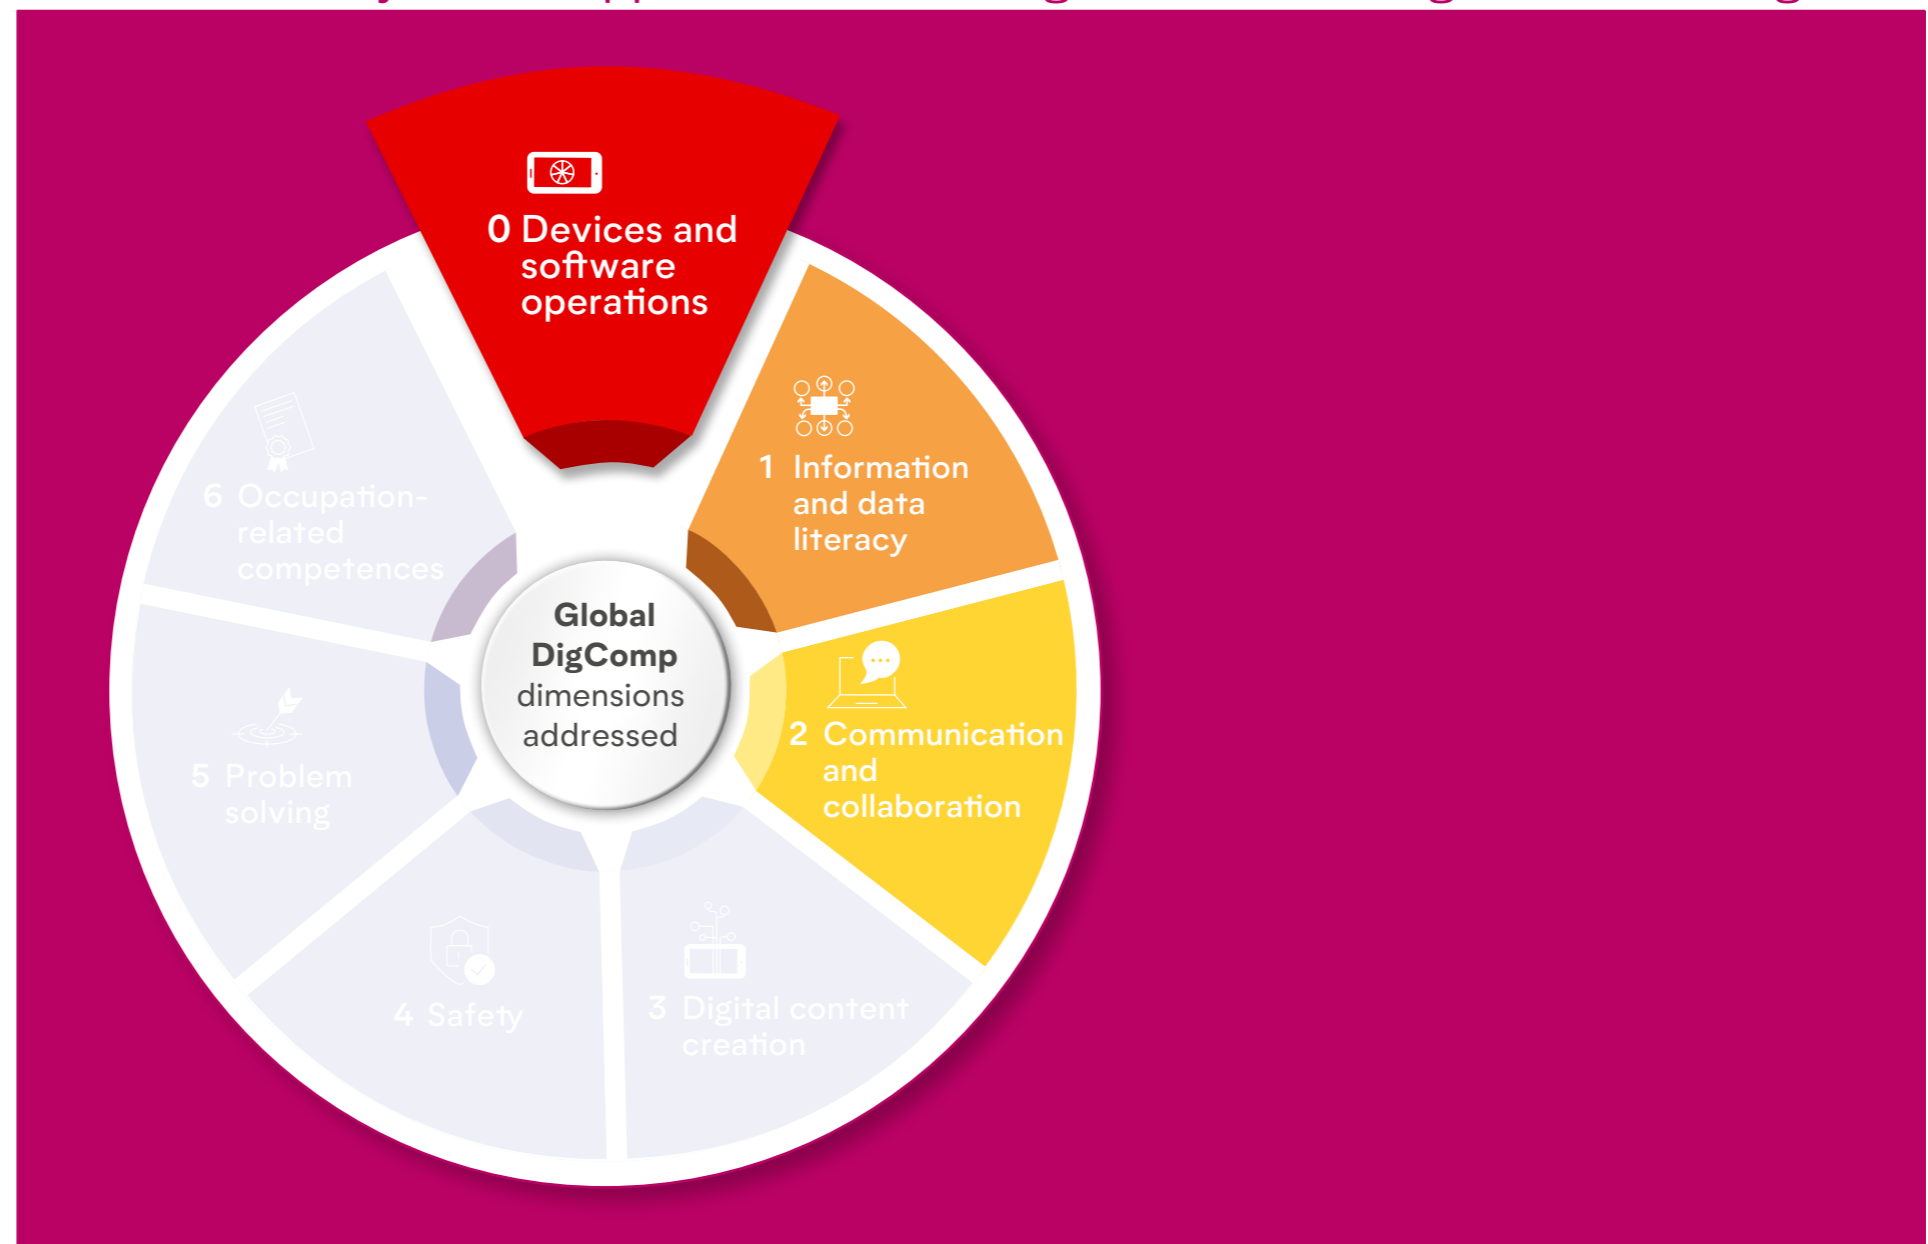 0 Devices and
software
operations
1 Information
and data
literacy
2 Communication
and
collaboration
3 Digital content
creation
4 Safety
5 Problem
solving
6 Occupation-
related
competences
Global
DigComp
dimensions
addressed